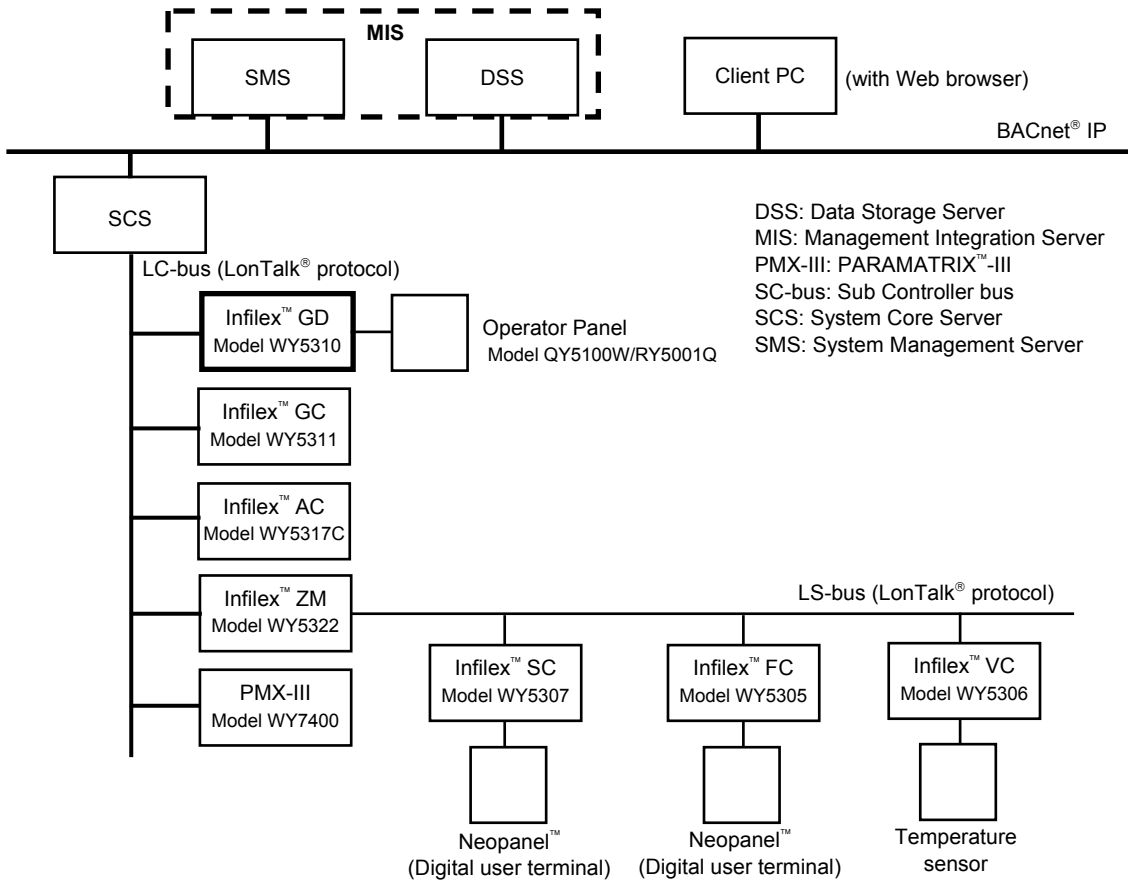 MIS
SMS
DSS
Client PC
(with Web browser)
BACnet® IP
SCS
DSS: Data Storage Server
MIS: Management Integration Server
PMX-III: PARAMATRIX™-III
SC-bus: Sub Controller bus
SCS: System Core Server
SMS: System Management Server
LC-bus (LonTalk® protocol)
Infilex™ GD
Model WY5310
Operator Panel
Model QY5100W/RY5001Q
Infilex™ GC
Model WY5311
Infilex™ AC
Model WY5317C
Infilex™ ZM
Model WY5322
LS-bus (LonTalk® protocol)
Infilex™ SC
Model WY5307
Infilex™ FC
Model WY5305
Infilex™ VC
Model WY5306
PMX-III
Model WY7400
Neopanel™
(Digital user terminal)
Neopanel™
(Digital user terminal)
Temperature
sensor